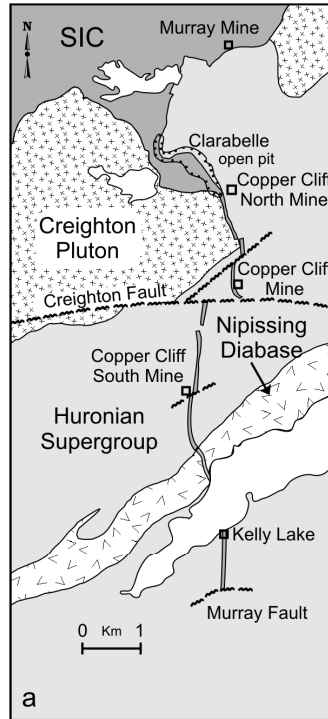 N
SIC
Murray Mine
Clarabelle
open pit
Copper Cliff
North Mine
Creighton
Pluton
Copper Cliff
Mine
Creighton Fault
Nipissing
Diabase
Copper Cliff
South Mine
Huronian
Supergroup
Kelly Lake
Murray Fault
0 Km 1
a